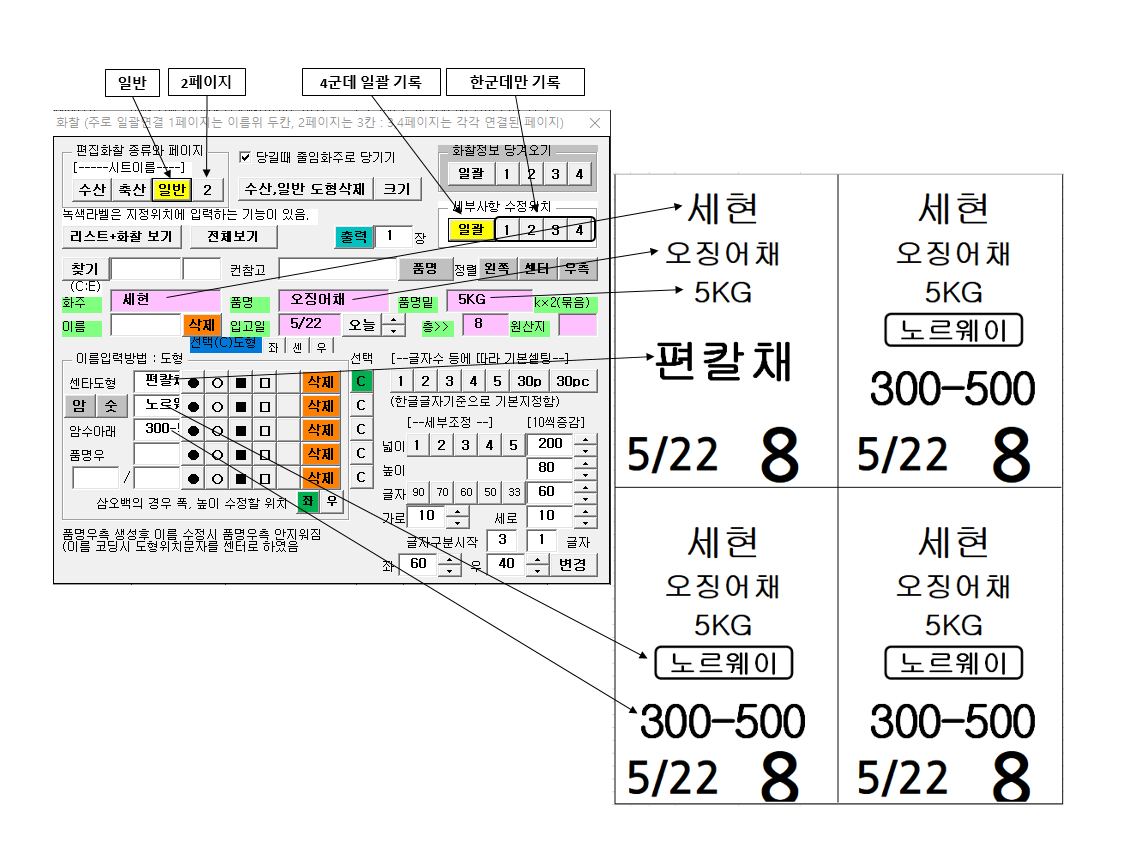 일반
2페이지
4군데 일괄 기록
한군데만 기록
화찰 (주로 일괄연결 1페이지는 이름위 두칸, 2페이지는 3칸 : 3.4페이지는 각각 연결된 페이지)
편집화찰 종류와 페이지
[-----시트이름----]
수산 축산 일반 2
당길때 줄임화주로 당기기
수산,일반 도형삭제 크기
화찰정보 당겨오기
일괄 1 2 3 4
세부사항 수정위치
일괄 1 2 3 4
녹색라벨은 지정위치에 입력하는 기능이 있음.
리스트+화찰 보기 전체보기 출력 1 장
찾기 컨참고 품명 정렬 왼쪽 센터 우측
(C:E)
화주 세현 품명 오징어채 품명밑 5KG k×2(묶음)
이름 삭제 입고일 5/22 오늘 층>> 8 원산지
선택(C)도형 좌 센 우
이름입력방법 : 도형 선택 [--글자수 등에 따라 기본셑팅--]
센타도형 편칼채 ● ○ ■ □ 삭제 C 1 2 3 4 5 30p 30pc
암 숫 노르웨 ● ○ ■ □ 삭제 C (한글글자기준으로 기본지정함)
[--세부조정 --] [10씩증감]
암수아래 300-5 ● ○ ■ □ 삭제 C 넓이 1 2 3 4 5 200
품명우 ● ○ ■ □ 삭제 C 높이 80
/ ● ○ ■ □ 삭제 C 글자 90 70 60 50 33 60
삼오백의 경우 폭, 높이 수정할 위치 좌 우
가로 10 세로 10
품명우측 생성후 이를 수정시 품명우측 안지워짐
(이를 코딩시 도형위치문자를 센터로 하였음
글자구분시작 3 1 글자
좌 60 우 40 변경
세현
오징어채
5KG
편칼채
5/22 8
세현
오징어채
5KG
노르웨이
300-500
5/22 8
세현
오징어채
5KG
노르웨이
300-500
5/22 8
세현
오징어채
5KG
노르웨이
300-500
5/22 8